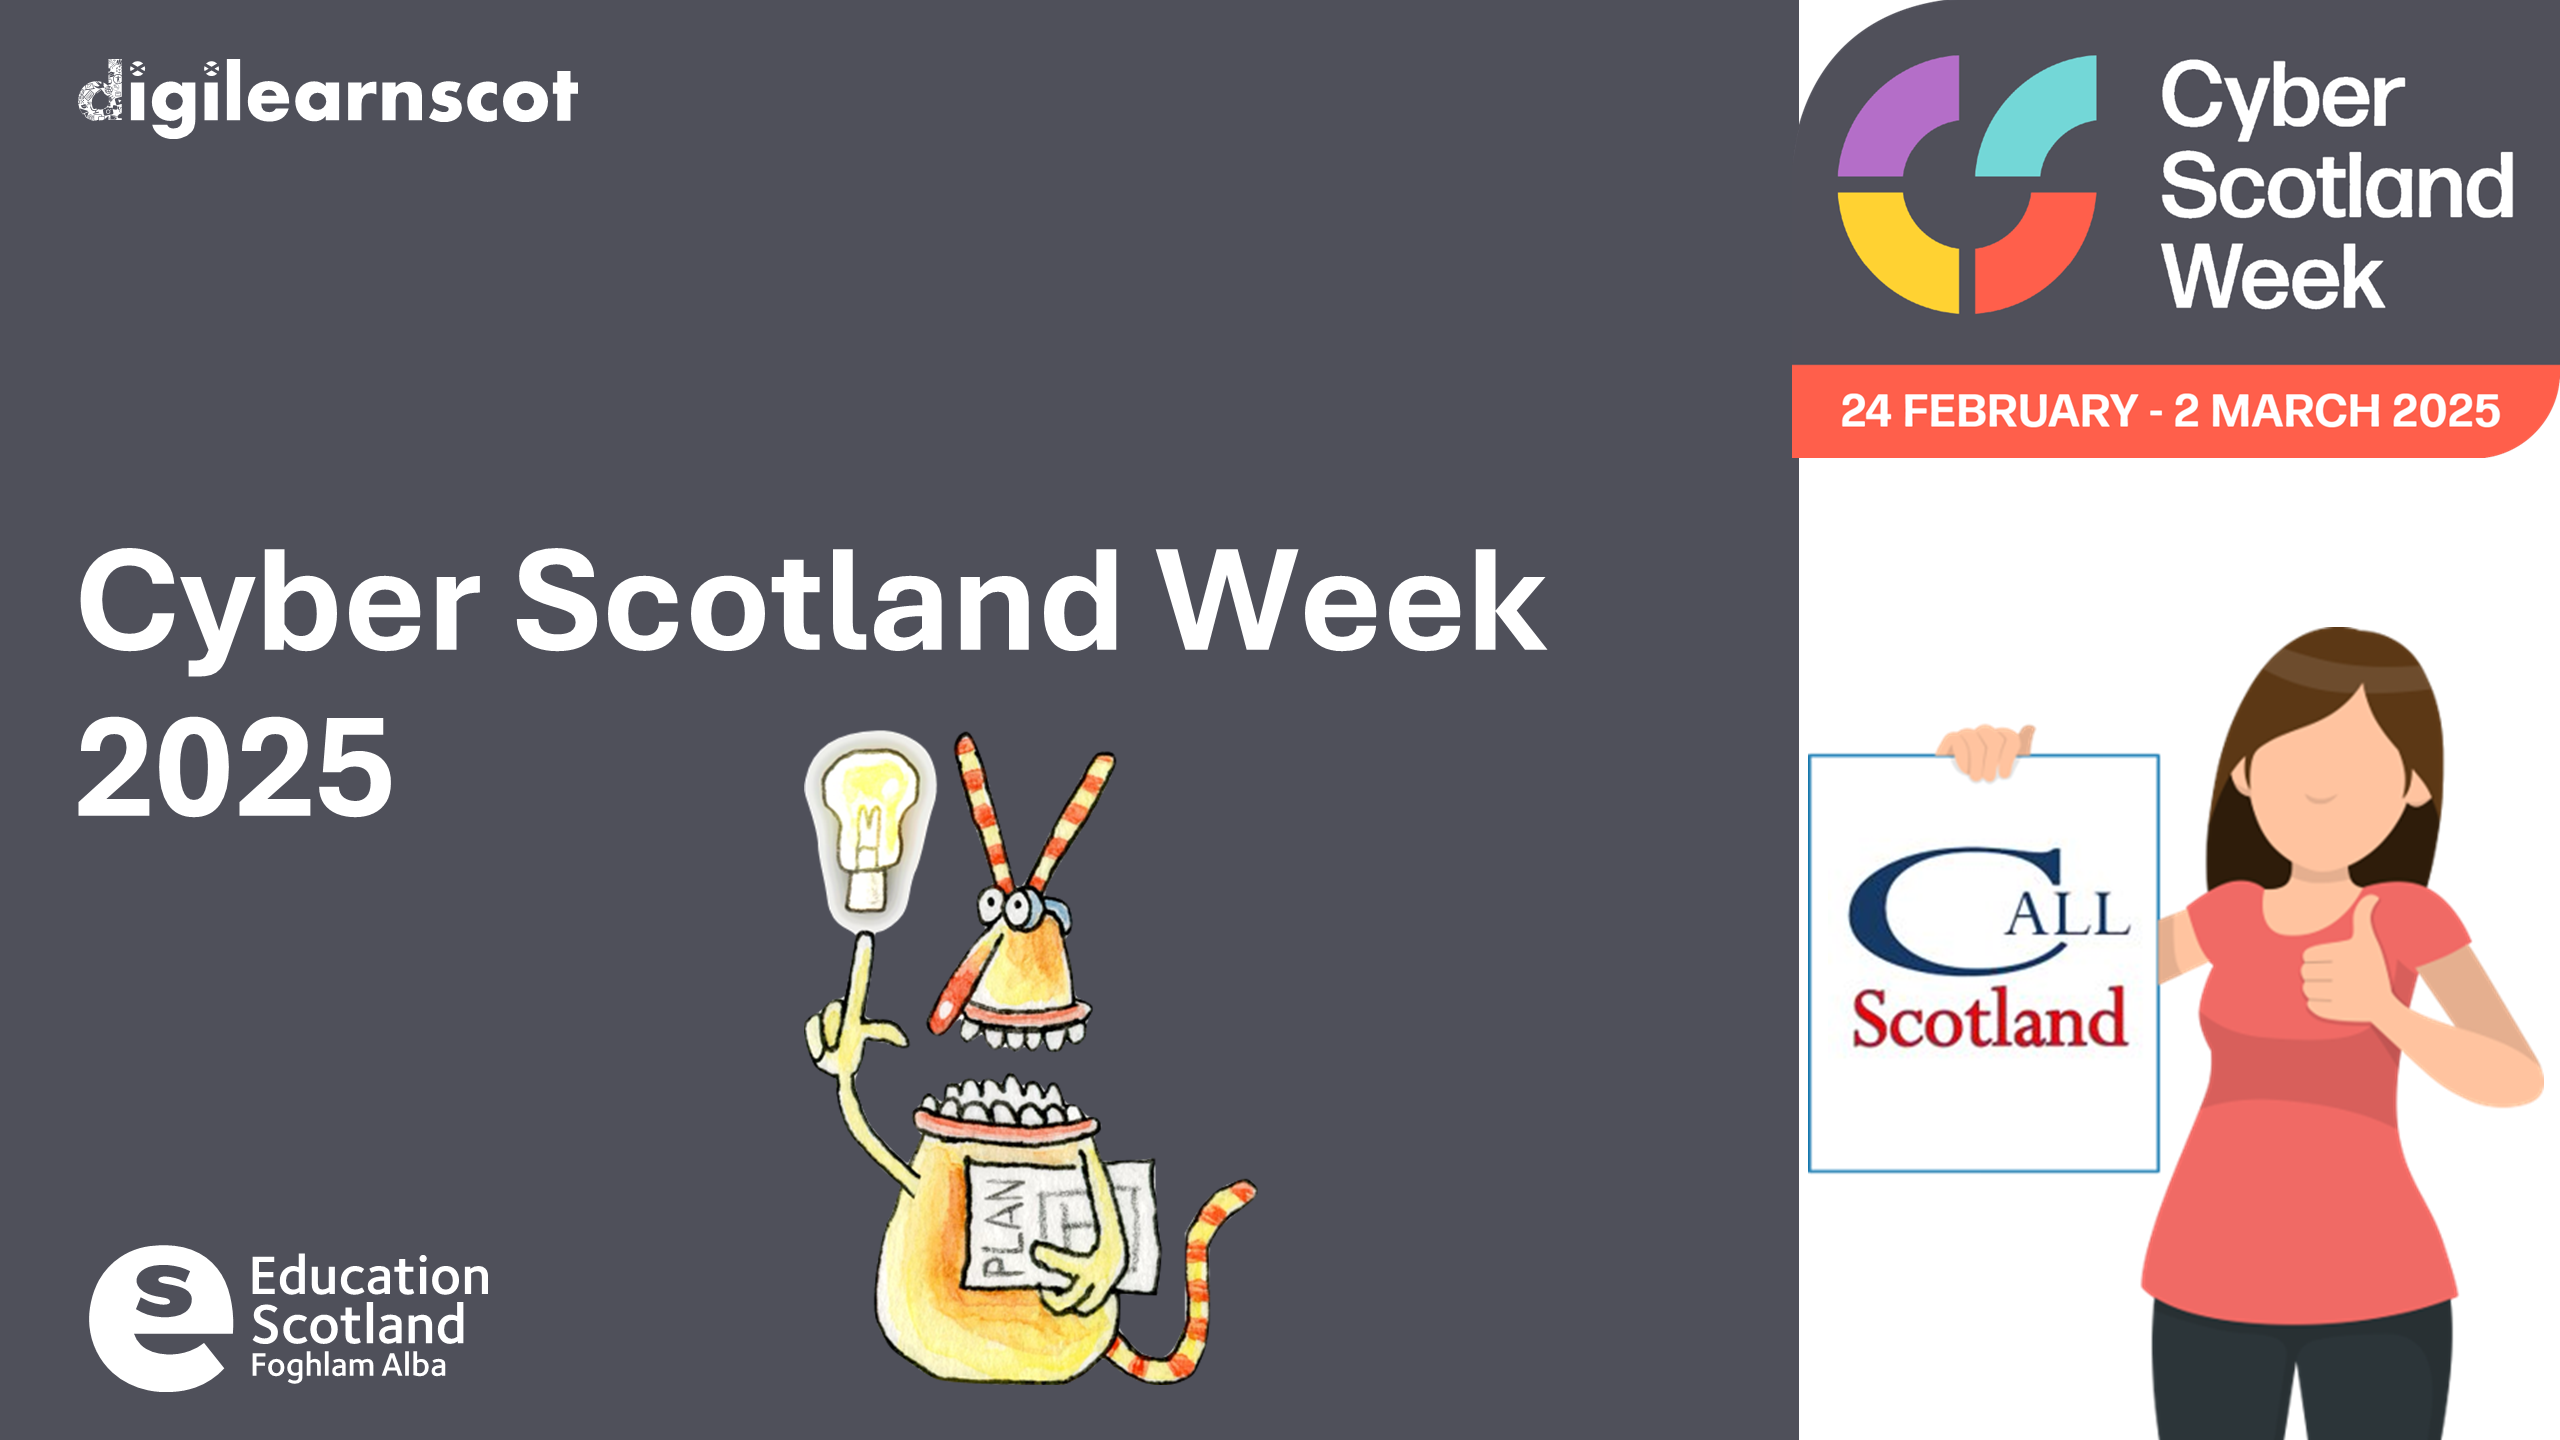 digilearnscot
Cyber
Scotland
Week
24 FEBRUARY - 2 MARCH 2025
Cyber Scotland Week
2025
PLAN
CALL
Scotland
es
Education
Scotland
Foghlam Alba